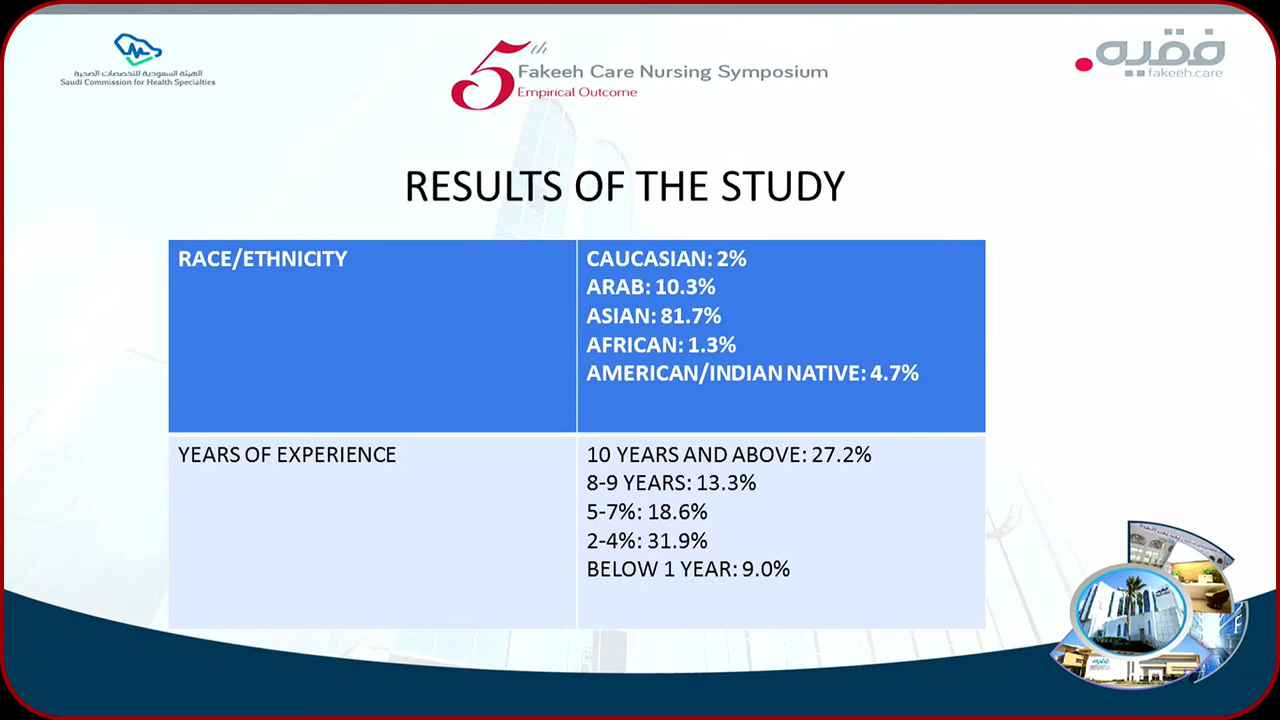 الهيئة السعودية للتخصصات الصحية
Saudi Commission for Health Specialties
5th
Fakeeh Care Nursing Symposium
Empirical Outcome
فقيه
fakeeh.care
RESULTS OF THE STUDY
RACE/ETHNICITY
CAUCASIAN: 2%
ARAB: 10.3%
ASIAN: 81.7%
AFRICAN: 1.3%
AMERICAN/INDIAN NATIVE: 4.7%
YEARS OF EXPERIENCE
10 YEARS AND ABOVE: 27.2%
8-9 YEARS: 13.3%
5-7%: 18.6%
2-4%: 31.9%
BELOW 1 YEAR: 9.0%
فقيه